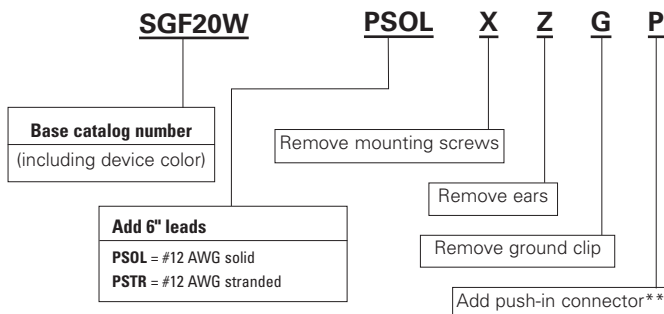 SGF20W PSOL X Z G P
Base catalog number
(including device color)
Remove mounting screws
Remove ears
Add 6" leads
PSOL = #12 AWG solid
PSTR = #12 AWG stranded
Remove ground clip
Add push-in connector**